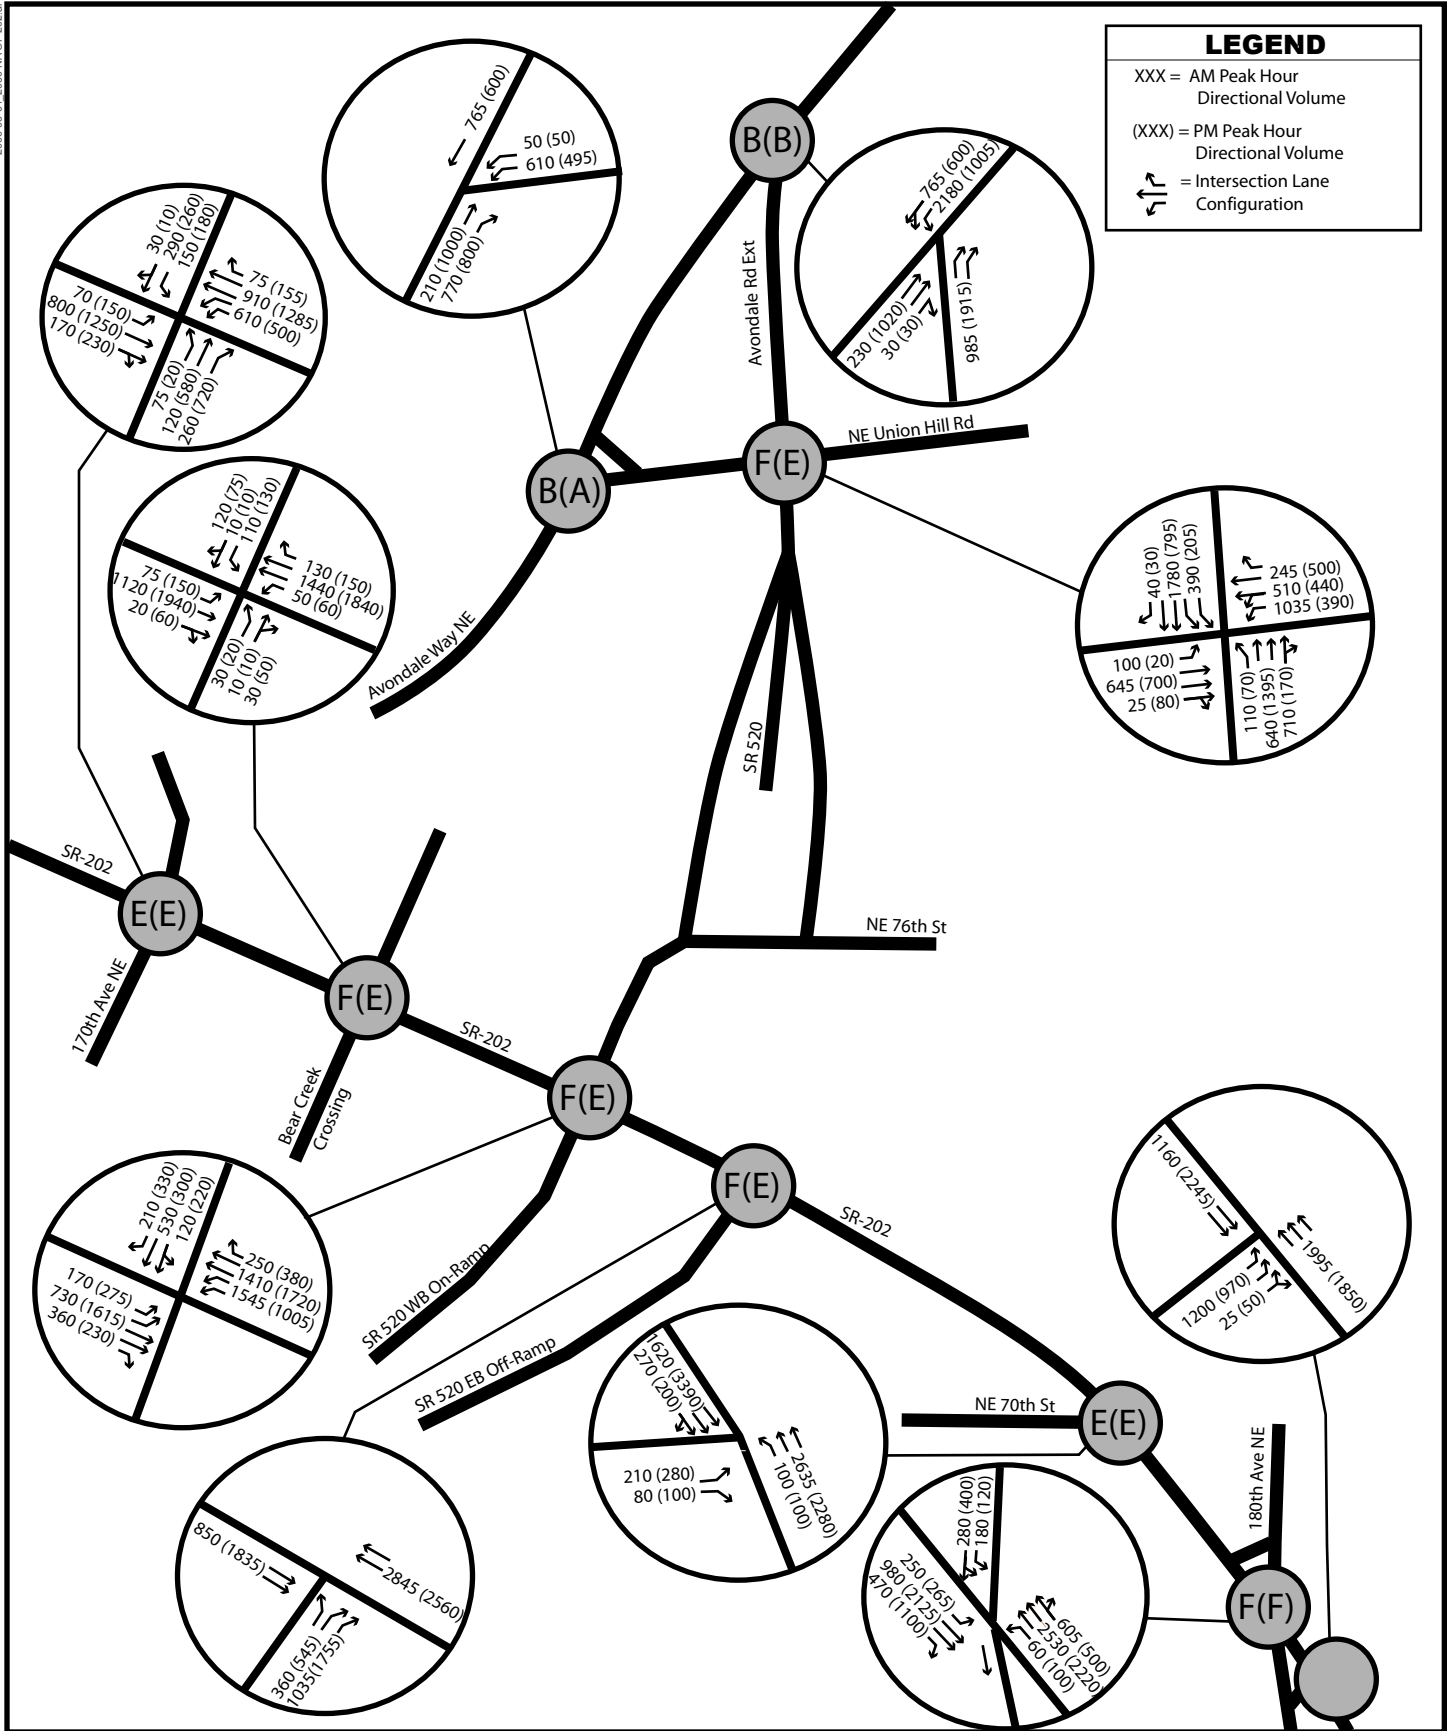 LEGEND
XXX = AM Peak Hour
Directional Volume
(XXX) = PM Peak Hour
Directional Volume
= Intersection Lane
Configuration
B(B)
765 (600)
50 (50)
610 (495)
210 (1000)
770 (800)
765 (600)
2180 (1005)
230 (1020)
30 (30)
985 (1915)
30 (10)
290 (260)
150 (180)
75 (155)
910 (1285)
610 (500)
70 (150)
800 (1250)
170 (230)
75 (20)
120 (580)
260 (720)
Avondale Rd Ext
NE Union Hill Rd
F(E)
B(A)
Avondale Way NE
120 (75)
10 (10)
110 (130)
130 (150)
1440 (1840)
50 (60)
75 (150)
1120 (1940)
20 (60)
30 (20)
10 (10)
30 (50)
40 (30)
1780 (795)
390 (205)
245 (500)
510 (440)
1035 (390)
100 (20)
645 (700)
25 (80)
110 (70)
640 (1395)
710 (170)
SR 520
SR-202
E(E)
170th Ave NE
NE 76th St
F(E)
SR-202
Bear Creek
Crossing
F(E)
F(E)
SR-202
SR 520 WB On-Ramp
SR 520 EB Off-Ramp
210 (330)
530 (300)
120 (220)
250 (380)
1410 (1720)
1545 (1005)
170 (275)
730 (1615)
360 (230)
1160 (2245)
1995 (1850)
1200 (970)
25 (50)
1620 (3390)
270 (200)
2635 (2280)
100 (100)
210 (280)
80 (100)
NE 70th St
E(E)
180th Ave NE
850 (1835)
2845 (2560)
360 (545)
1035(1755)
280 (400)
180 (120)
250 (265)
980 (2125)
470 (1100)
605 (500)
2530 (2220)
60 (100)
F(F)